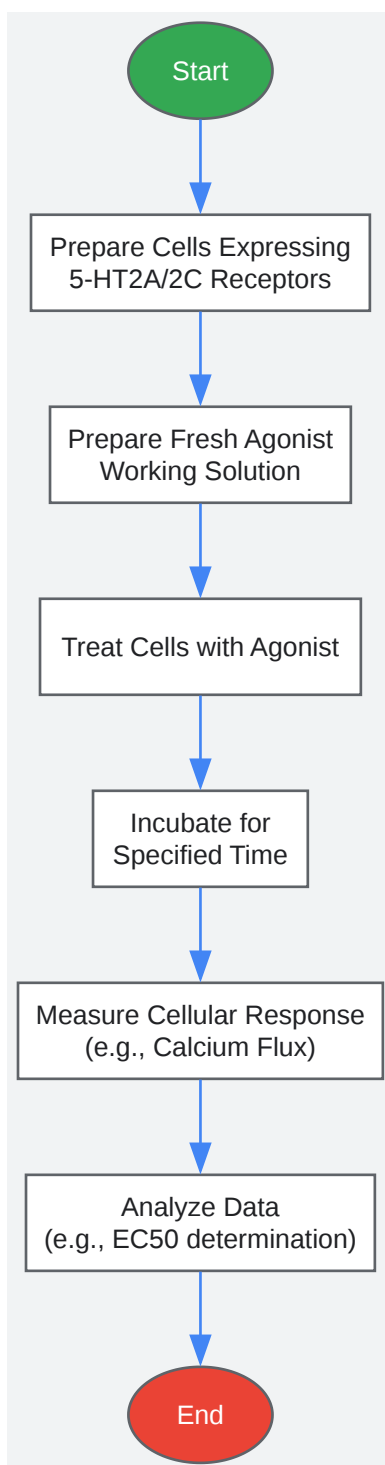 Start
Prepare Cells Expressing
5-HT2A/2C Receptors
Prepare Fresh Agonist
Working Solution
Treat Cells with Agonist
Incubate for
Specified Time
Measure Cellular Response
(e.g., Calcium Flux)
Analyze Data
(e.g., EC50 determination)
End